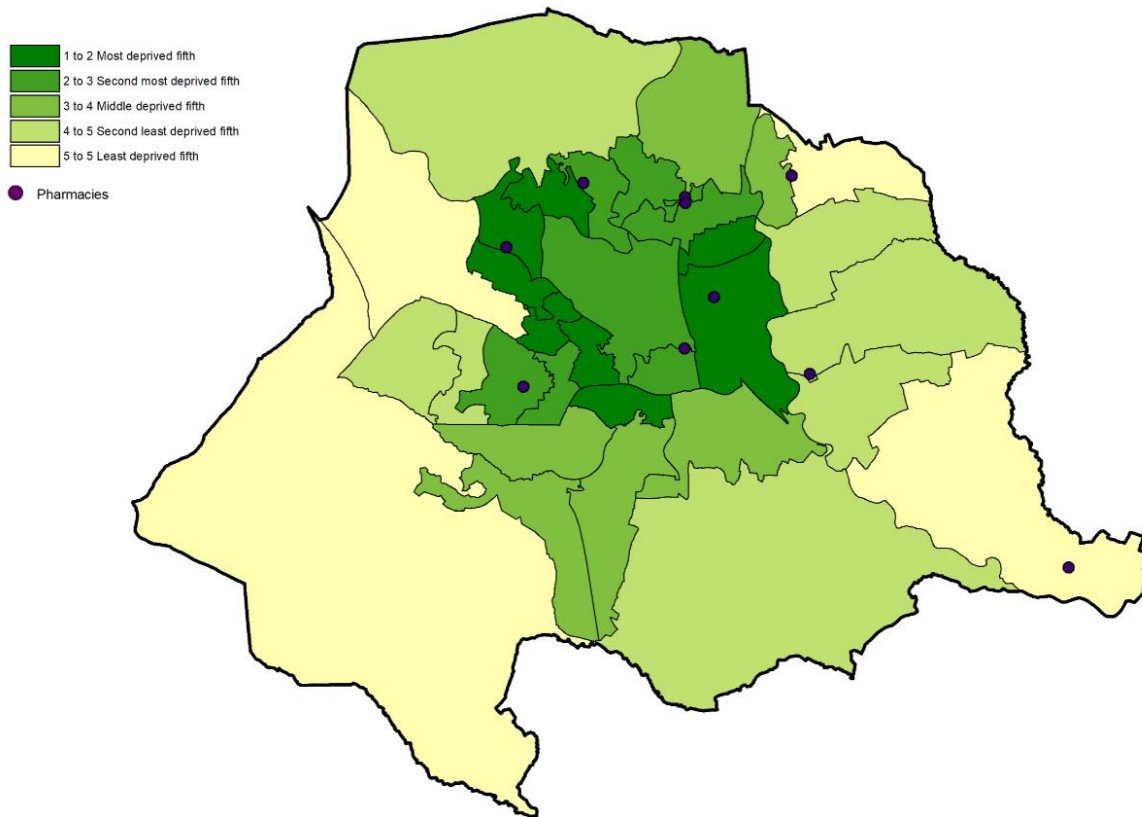 1 to 2 Most deprived fifth
2 to 3 Second most deprived fifth
3 to 4 Middle deprived fifth
4 to 5 Second least deprived fifth
5 to 5 Least deprived fifth
Pharmacies